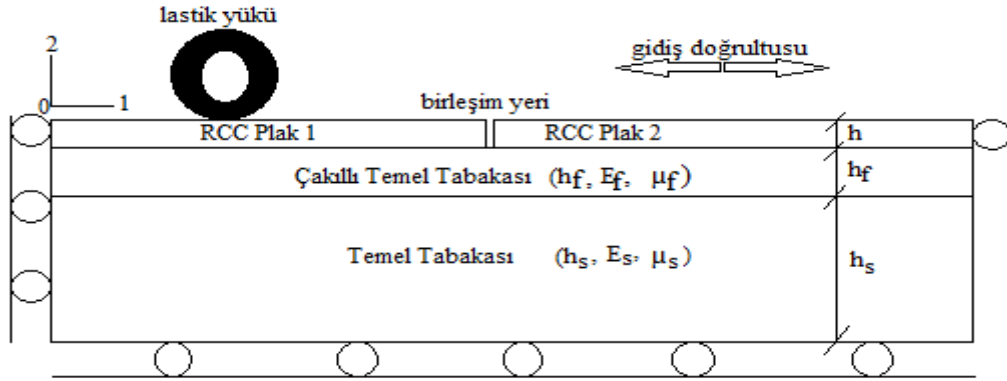 lastik yükü
2
gidiş doğrultusu
0
1
birleşim yeri
RCC Plak 1
RCC Plak 2
h
Çakıllı Temel Tabakası (hf, Ef, μf)
hf
Temel Tabakası (hs, Es, μs)
hs